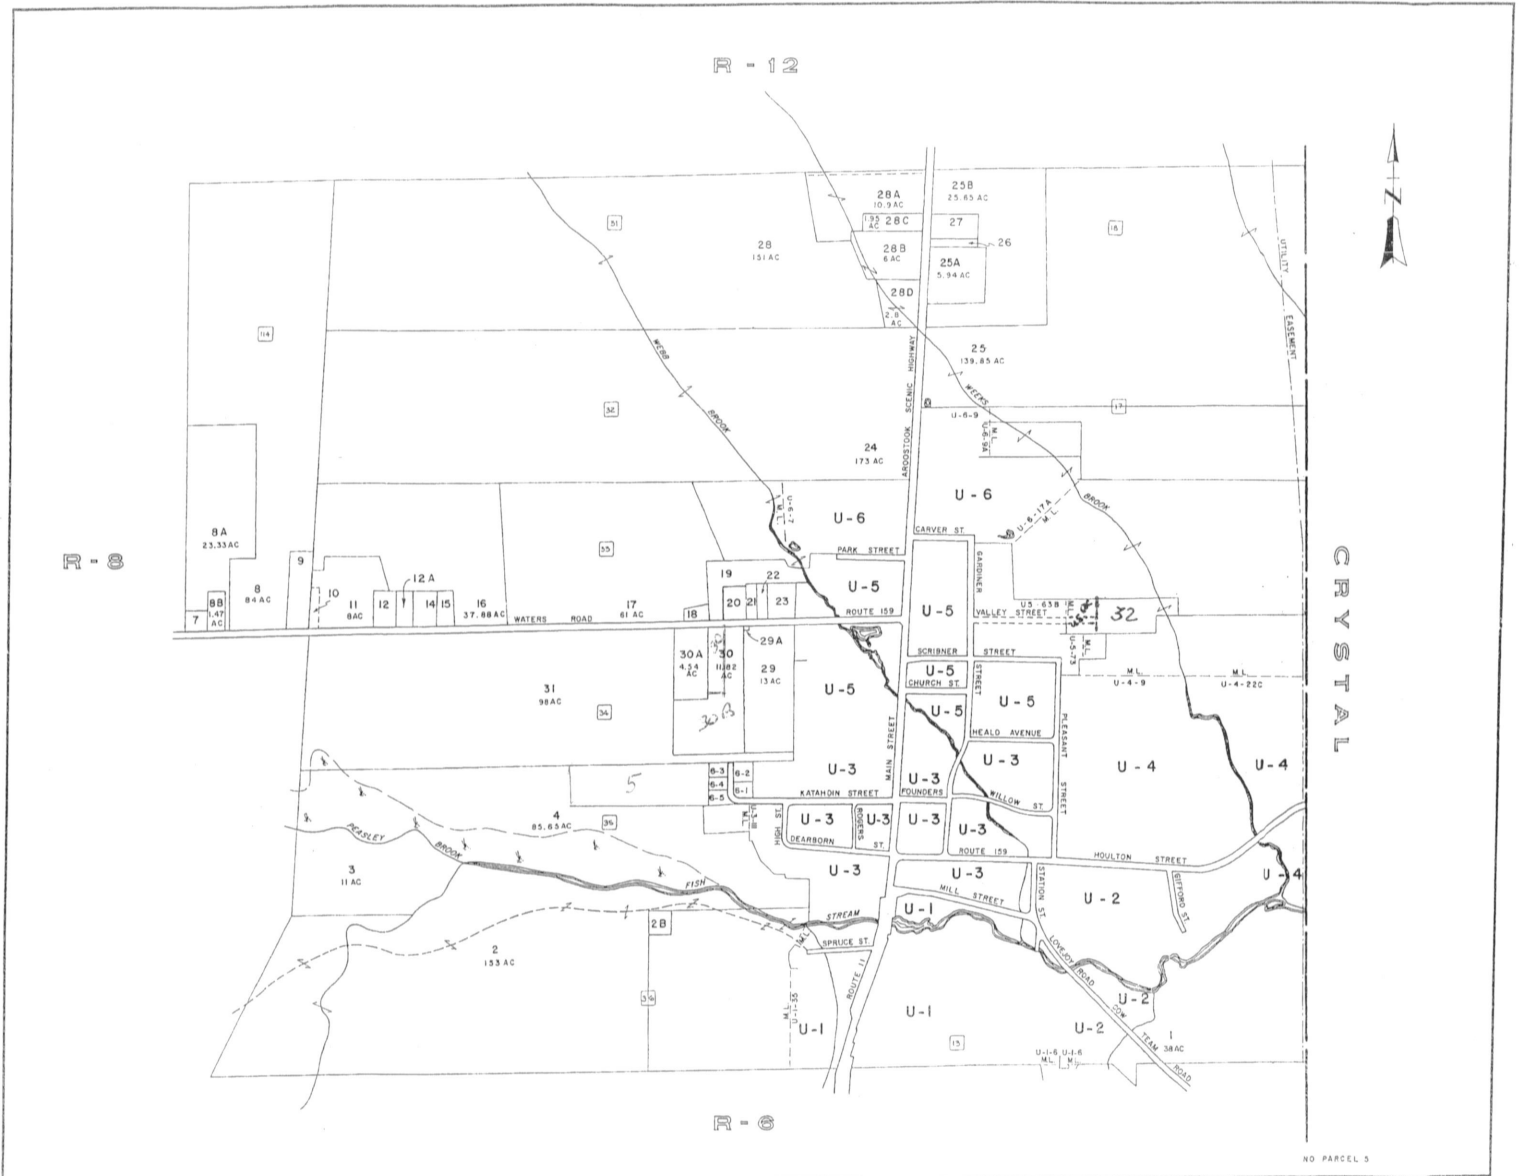 R - 12
28A
10.9 AC
25B
25.65 AC
1.95
AC
28C
27
51
18
28
151 AC
28B
6 AC
26
25A
5.94 AC
UTILITY
EASEMENT
28D
2.8
AC
118
WEBB
BROOK
AROOSTOOK SCENIC HIGHWAY
25
139.85 AC
WEEKS
BROOK
32
17
U-6-9
M.L.
U-6-9A
24
173 AC
U-6
U-6-7
M.L.
U-6
U-6-17A
M.L.
8A
23.33 AC
CARVER ST.
R - 8
CRYSTAL
9
55
PARK STREET
GARDINER
STREET
19
22
12A
8
84 AC
10
U-5
8B
1.47
AC
11
8 AC
12
14
15
16
37.88 AC
17
61 AC
20
21
23
U-5
U5-63B
M.L.
32
7
18
ROUTE 159
VALLEY STREET
WATERS ROAD
29A
SCRIBNER STREET
U-5-73
M.L.
30A
4.54
AC
30
11.82
AC
29
13 AC
U-5
CHURCH ST.
M.L.
U-4-9
M.L.
U-4-22C
31
98 AC
U-5
U-5
34
30B
U-5
MAIN STREET
HEALD AVENUE
PLEASANT STREET
6-3
6-2
U-3
U-3
U-3
U-4
U-4
5
6-4
6-1
6-5
KATAHDIN STREET
FOUNDERS
WILLOW ST.
4
85.65 AC
36
M.L.
U-3-18
HIGH ST.
U-3
ROGERS
ST.
U-3
U-3
U-3
PEASLEY
BROOK
DEARBORN
ROUTE 159
HOULTON STREET
3
11 AC
U-3
U-3
STATION ST.
GIFFORD ST.
U-4
FISH
STREAM
MILL STREET
U-1
U-2
2B
M.L.
SPRUCE ST.
2
153 AC
LOVEJOY ROAD
36
M.L.
U-1-35
U-1
ROUTE 11
U-1
U-2
U-2
COW TEAM ROAD
1
38 AC
15
U-1-6
M.L.
U-1-6
M.L.
R - 6
NO PARCEL 5